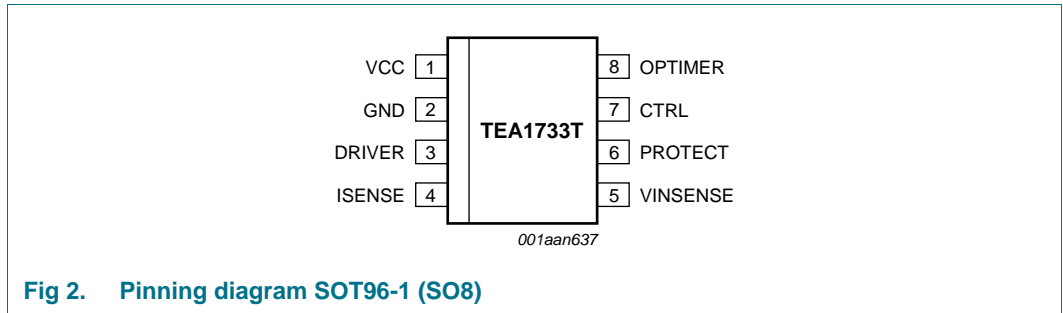 VCC 1
GND 2
DRIVER 3
ISENSE 4
TEA1733T
8 OPTIMER
7 CTRL
6 PROTECT
5 VINSENSE
001aan637
Fig 2. Pinning diagram SOT96-1 (SO8)